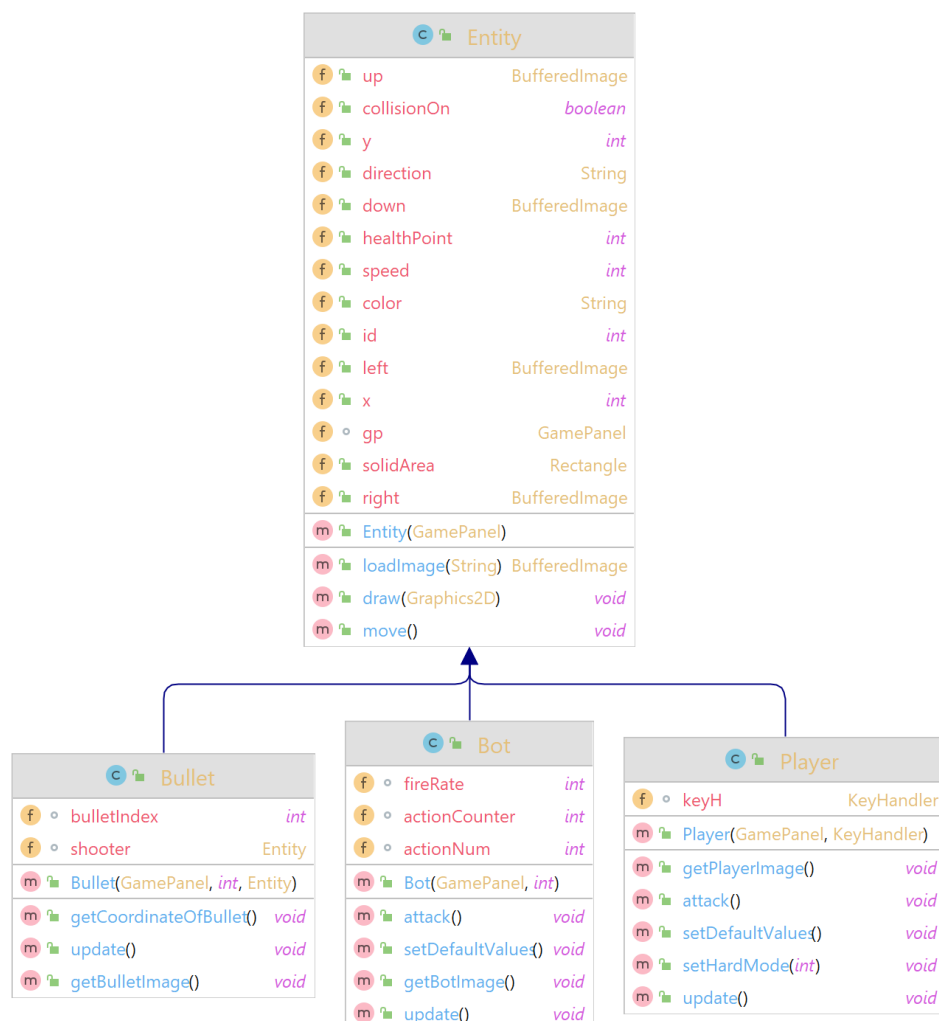 C Entity
f up BufferedImage
f collisionOn boolean
f y int
f direction String
f down BufferedImage
f healthPoint int
f speed int
f color String
f id int
f left BufferedImage
f x int
f gp GamePanel
f solidArea Rectangle
f right BufferedImage
m Entity(GamePanel)
m loadImage(String) BufferedImage
m draw(Graphics2D) void
m move() void
C Bullet
f bulletIndex int
f shooter Entity
m Bullet(GamePanel, int, Entity)
m getCoordinateOfBullet() void
m update() void
m getBulletImage() void
C Bot
f fireRate int
f actionCounter int
f actionNum int
m Bot(GamePanel, int)
m attack() void
m setDefaultValues() void
m getBotImage() void
m update() void
C Player
f keyH KeyHandler
m Player(GamePanel, KeyHandler)
m getPlayerImage() void
m attack() void
m setDefaultValues() void
m setHardMode(int) void
m update() void